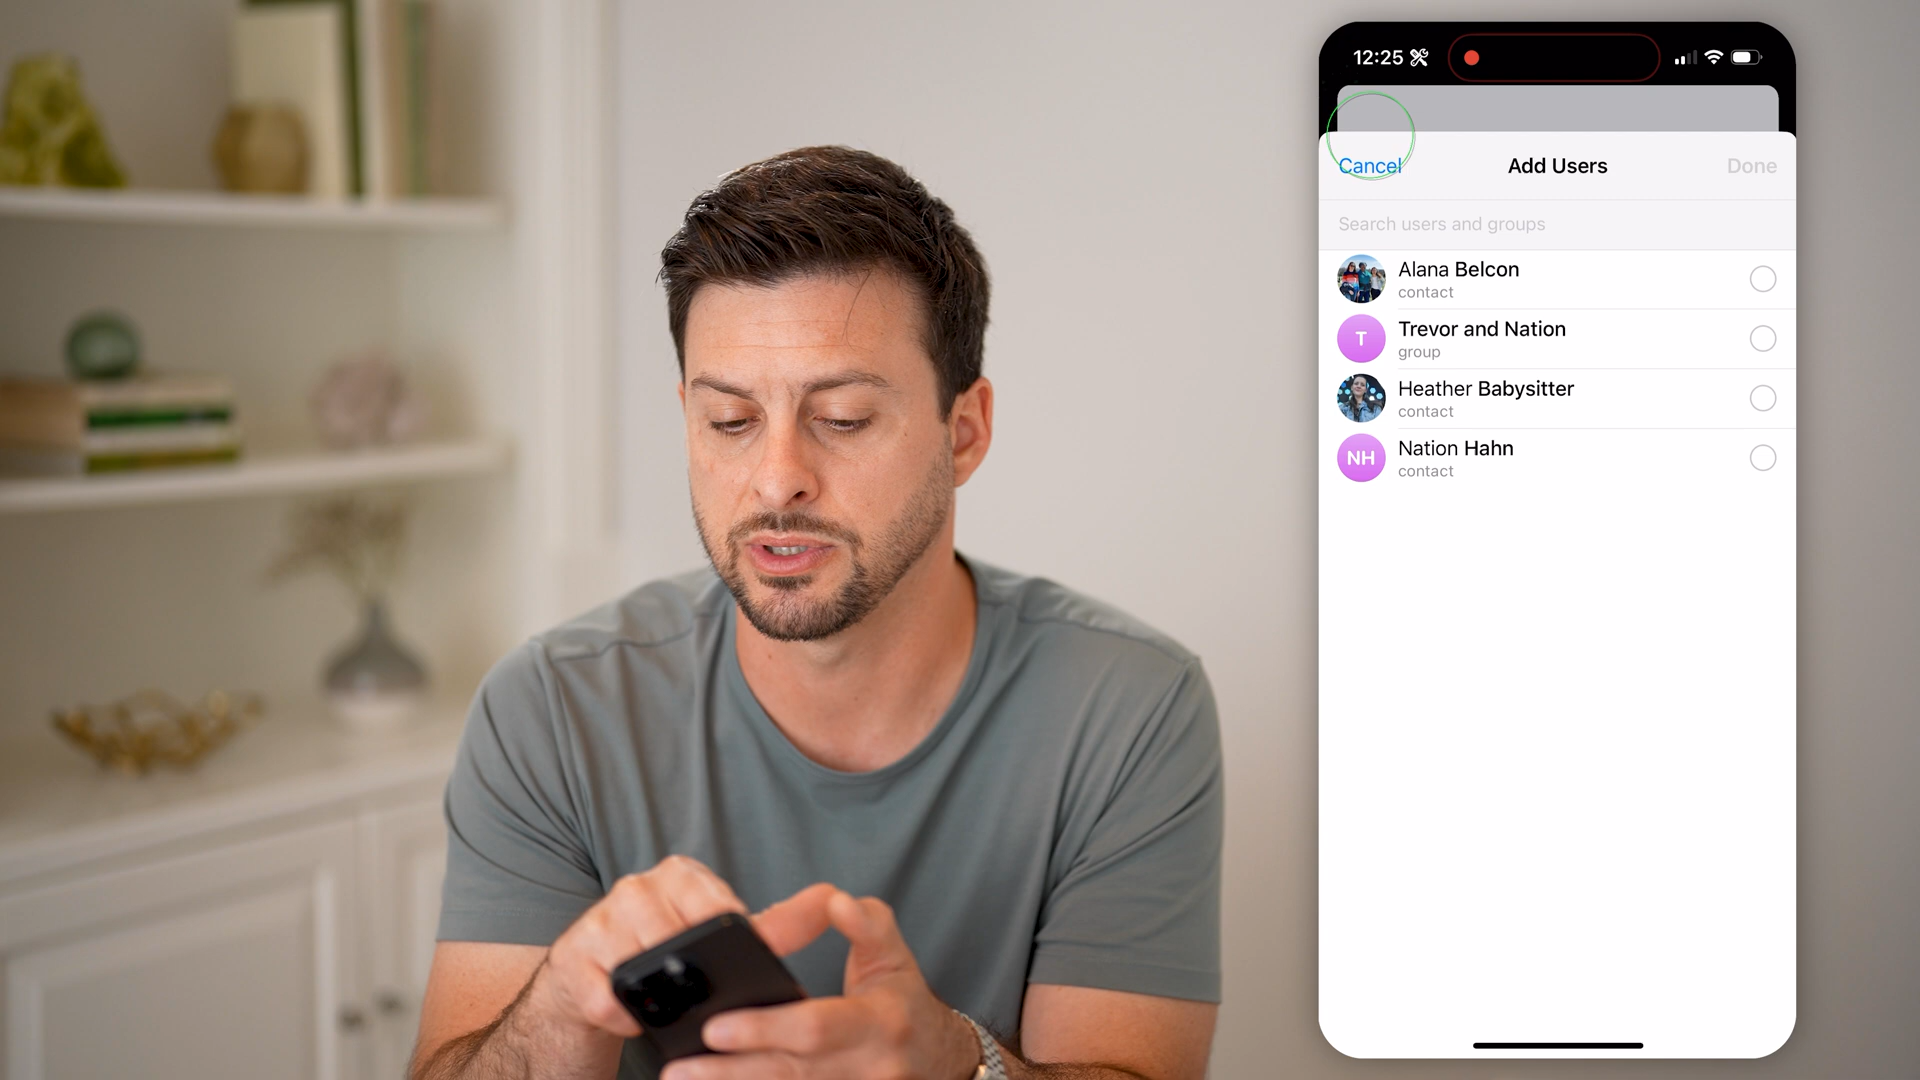 12:25
Cancel Add Users Done
Search users and groups
Alana Belcon
contact
T
Trevor and Nation
group
Heather Babysitter
contact
NH
Nation Hahn
contact